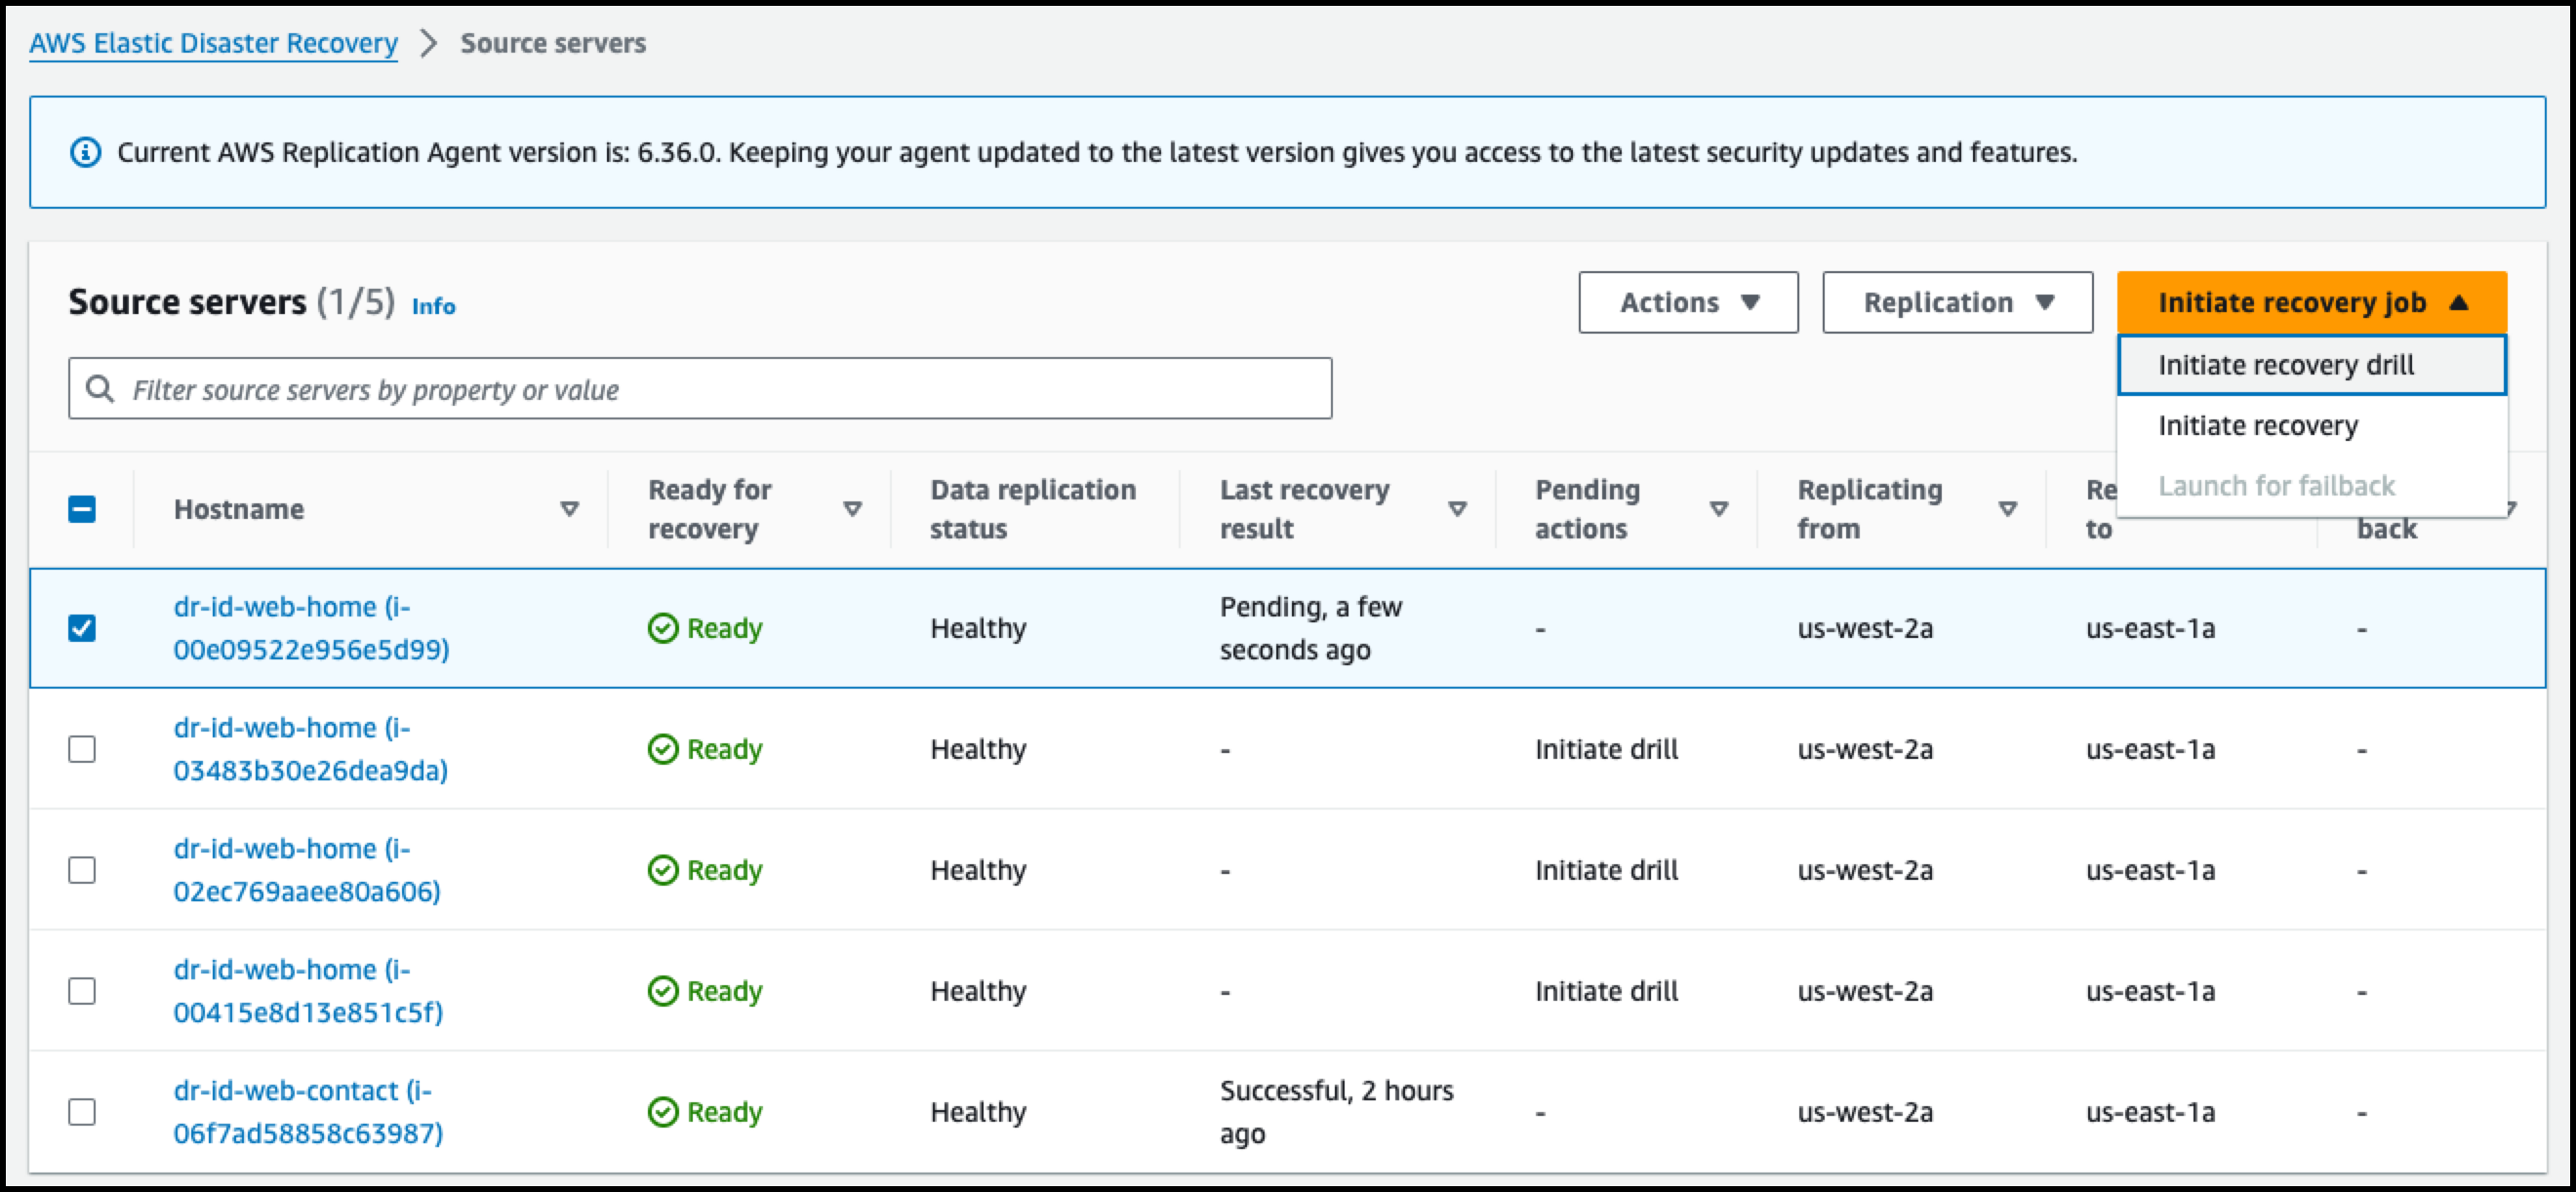 AWS Elastic Disaster Recovery > Source servers
Current AWS Replication Agent version is: 6.36.0. Keeping your agent updated to the latest version gives you access to the latest security updates and features.
Source servers (1/5) Info
Actions
Replication
Initiate recovery job
Initiate recovery drill
Initiate recovery
Launch for failback
Filter source servers by property or value
Hostname
Ready for
recovery
Data replication
status
Last recovery
result
Pending
actions
Replicating
from
to
back
dr-id-web-home (i-
00e09522e956e5d99)
Ready
Healthy
Pending, a few
seconds ago
-
us-west-2a
us-east-1a
-
dr-id-web-home (i-
03483b30e26dea9da)
Ready
Healthy
-
Initiate drill
us-west-2a
us-east-1a
-
dr-id-web-home (i-
02ec769aaee80a606)
Ready
Healthy
-
Initiate drill
us-west-2a
us-east-1a
-
dr-id-web-home (i-
00415e8d13e851c5f)
Ready
Healthy
-
Initiate drill
us-west-2a
us-east-1a
-
dr-id-web-contact (i-
06f7ad58858c63987)
Ready
Healthy
Successful, 2 hours
ago
-
us-west-2a
us-east-1a
-